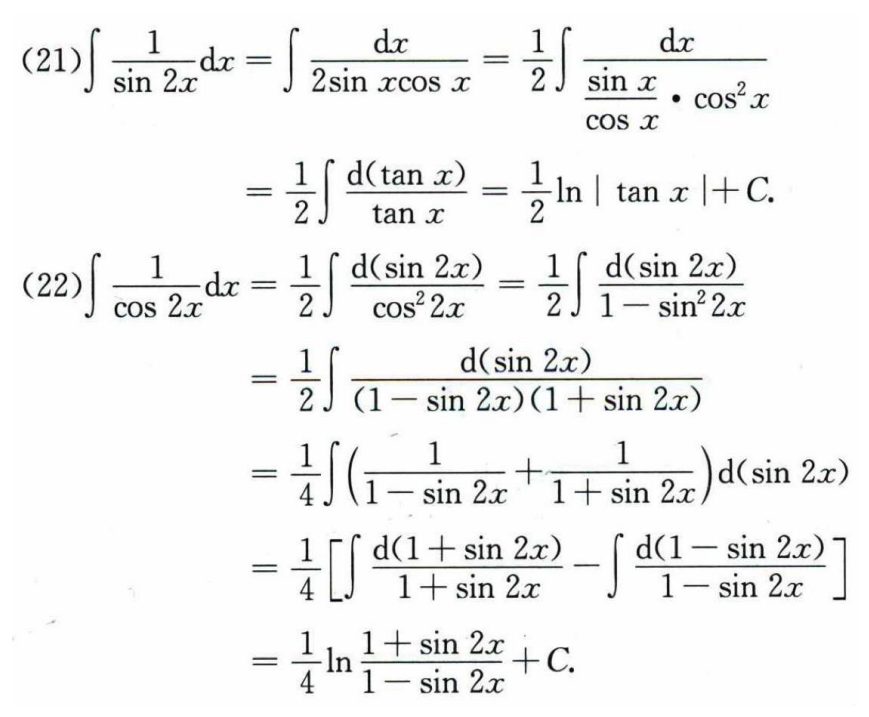 (21)∫ 1/(sin 2x) dx = ∫ dx/(2sin xcos x) = 1/2 ∫ dx/((sin x/cos x) • cos² x)
= 1/2 ∫ d(tan x)/(tan x) = 1/2 ln | tan x |+C.
(22)∫ 1/(cos 2x) dx = 1/2 ∫ d(sin 2x)/(cos² 2x) = 1/2 ∫ d(sin 2x)/(1－sin² 2x)
= 1/2 ∫ d(sin 2x)/((1－sin 2x)(1＋sin 2x))
= 1/4 ∫ (1/(1－sin 2x) + 1/(1＋sin 2x)) d(sin 2x)
= 1/4 [∫ d(1＋sin 2x)/(1＋sin 2x) － ∫ d(1－sin 2x)/(1－sin 2x)]
= 1/4 ln (1＋sin 2x)/(1－sin 2x) + C.